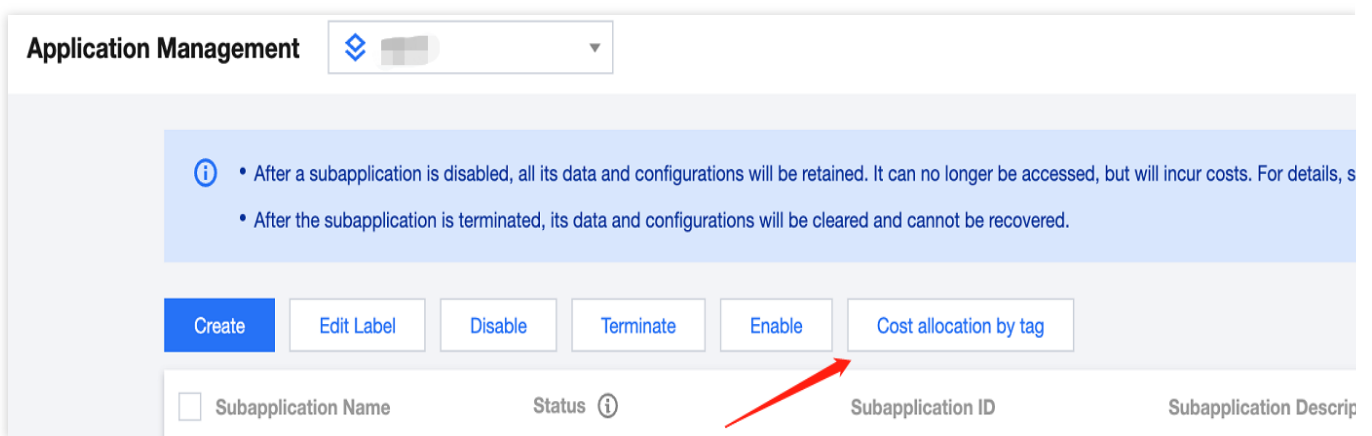 Application Management
• After a subapplication is disabled, all its data and configurations will be retained. It can no longer be accessed, but will incur costs. For details,
• After the subapplication is terminated, its data and configurations will be cleared and cannot be recovered.
Create Edit Label Disable Terminate Enable Cost allocation by tag
Subapplication Name Status Subapplication ID Subapplication